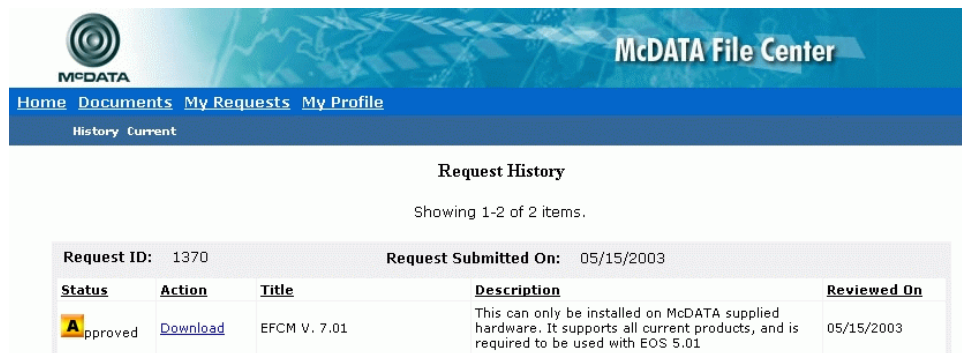 McDATA File Center
McDATA
Home Documents My Requests My Profile
History Current
Request History
Showing 1-2 of 2 items.
Request ID: 1370 Request Submitted On: 05/15/2003
Status Action Title Description Reviewed On
Approved Download EFCM V. 7.01 This can only be installed on McDATA supplied
hardware. It supports all current products, and is 05/15/2003
required to be used with EOS 5.01